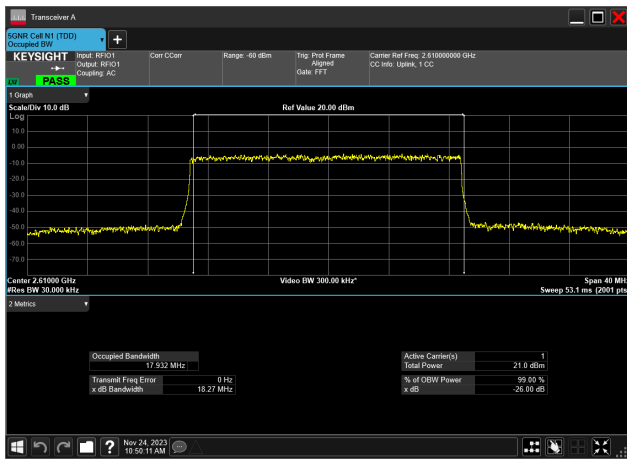 Transceiver A
5GNR Cell N1 (TDD)
Occupied BW
+
KEYSIGHT
Input: RFIO1
Output: RFIO1
Coupling: AC
Corr CCorr
Range: -60 dBm
Trig: Prot Frame
Aligned
Gate: FFT
Carrier Ref Freq: 2.610000000 GHz
CC Info: Uplink, 1 CC
PASS
1 Graph
Scale/Div 10.0 dB
Ref Value 20.00 dBm
Log
10.0
0.00
-10.0
-20.0
-30.0
-40.0
-50.0
-60.0
-70.0
Center 2.61000 GHz
Video BW 300.00 kHz*
Span 40 MH
#Res BW 30.000 kHz
Sweep 53.1 ms (2001 pts
2 Metrics
Occupied Bandwidth
17.932 MHz
Active Carrier(s) 1
Total Power 21.0 dBm
Transmit Freq Error 0 Hz
x dB Bandwidth 18.27 MHz
% of OBW Power 99.00 %
x dB -26.00 dB
?
Nov 24, 2023
10:50:11 AM